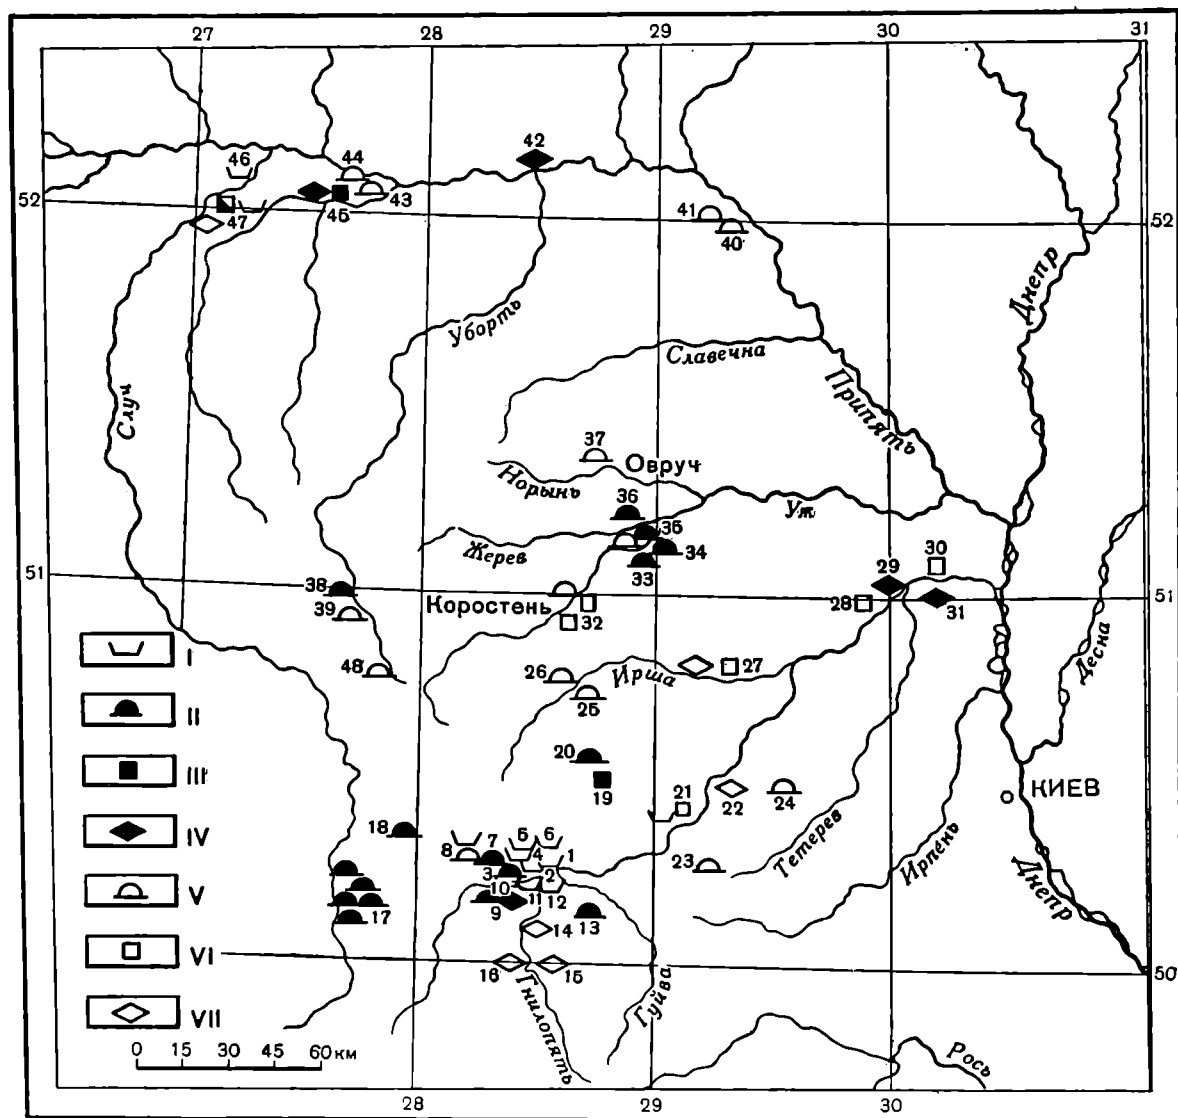 27 28 29 30 31
46 44 42
52 47 45 43 41 40 52
Днепр
Уборть
Славечна
Случ
Припять
37 Овруч
Норынь
36 Уж
35
Жерев 34
33 30
51 38 29 51
39 Коростень 32 28 31
Десна
I 48 26 Ирша 27
25
II
20
III 19 21 22 24 КИЕВ
IV 18 Тетерев
5 6
8 7 4 1 23 Ирпень
3 2
V 10 11 12 Днепр
17 9 13
VI 14
16 15 50
VII Гнилопять Гуйва
0 15 30 45 60 км
Рось
28 29 30